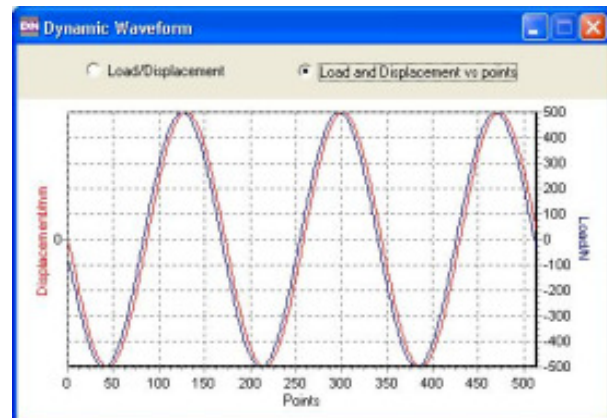 Dynamic Waveform
Load/Displacement
Load and Displacement vs points
Displacement/mm
0
500
400
300
200
100
0
-100
-200
-300
-400
-500
Load/N
0 50 100 150 200 250 300 350 400 450 500
Points